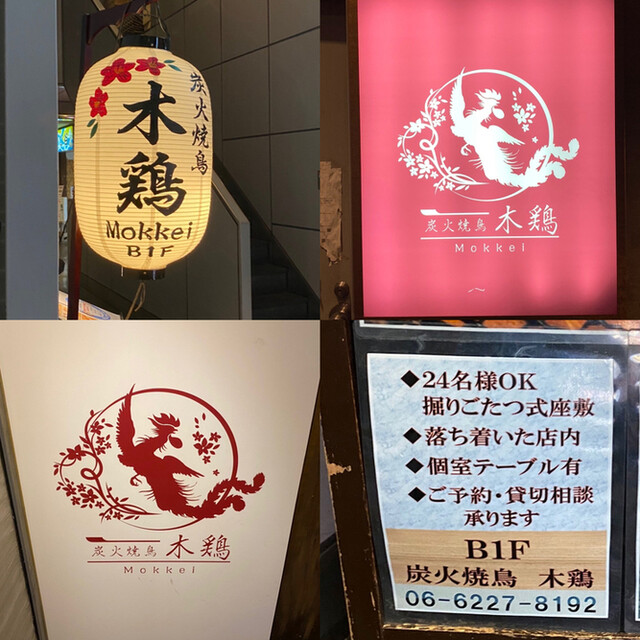 炭火焼鳥
木鶏
Mokkei
B1F
炭火焼鳥 木鶏
Mokkei
炭火焼鳥 木鶏
Mokkei
◆24名様OK
掘りごたつ式座敷
◆落ち着いた店内
◆個室テーブル有
◆ご予約・貸切相談
承ります
B1F
炭火焼鳥 木鶏
06-6227-8192